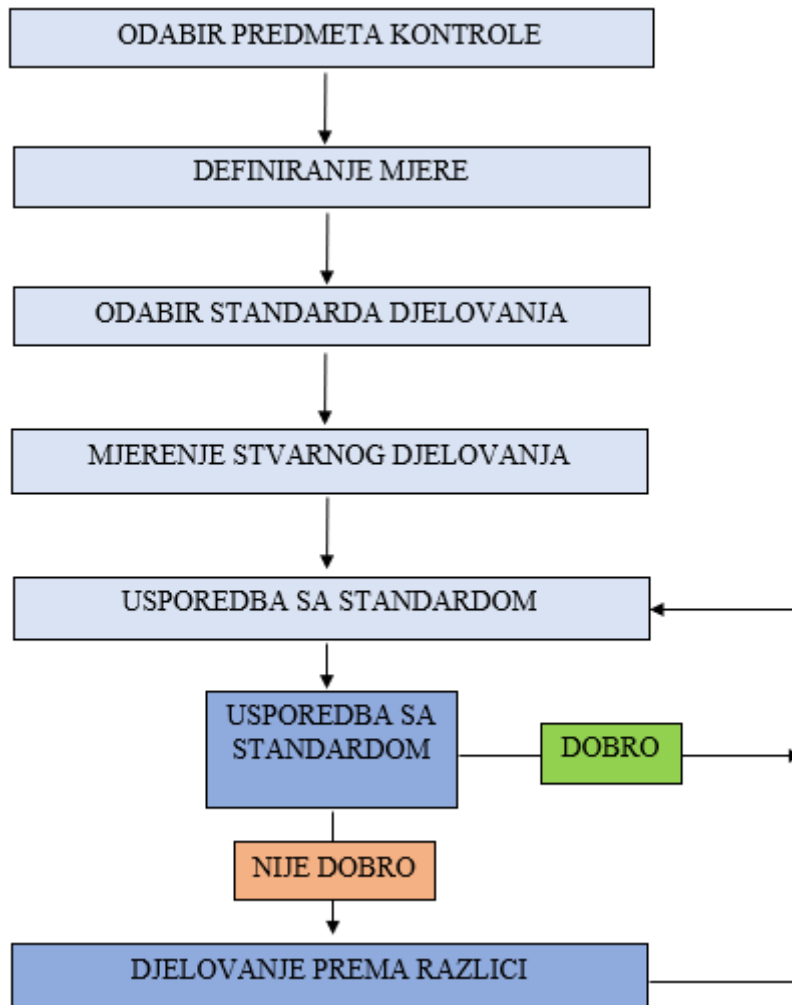 ODABIR PREDMETA KONTROLE
DEFINIRANJE MJERE
ODABIR STANDARDA DJELOVANJA
MJERENJE STVARNOG DJELOVANJA
USPOREDBA SA STANDARDOM
USPOREDBA SA
STANDARDOM
DOBRO
NIJE DOBRO
DJELOVANJE PREMA RAZLICI